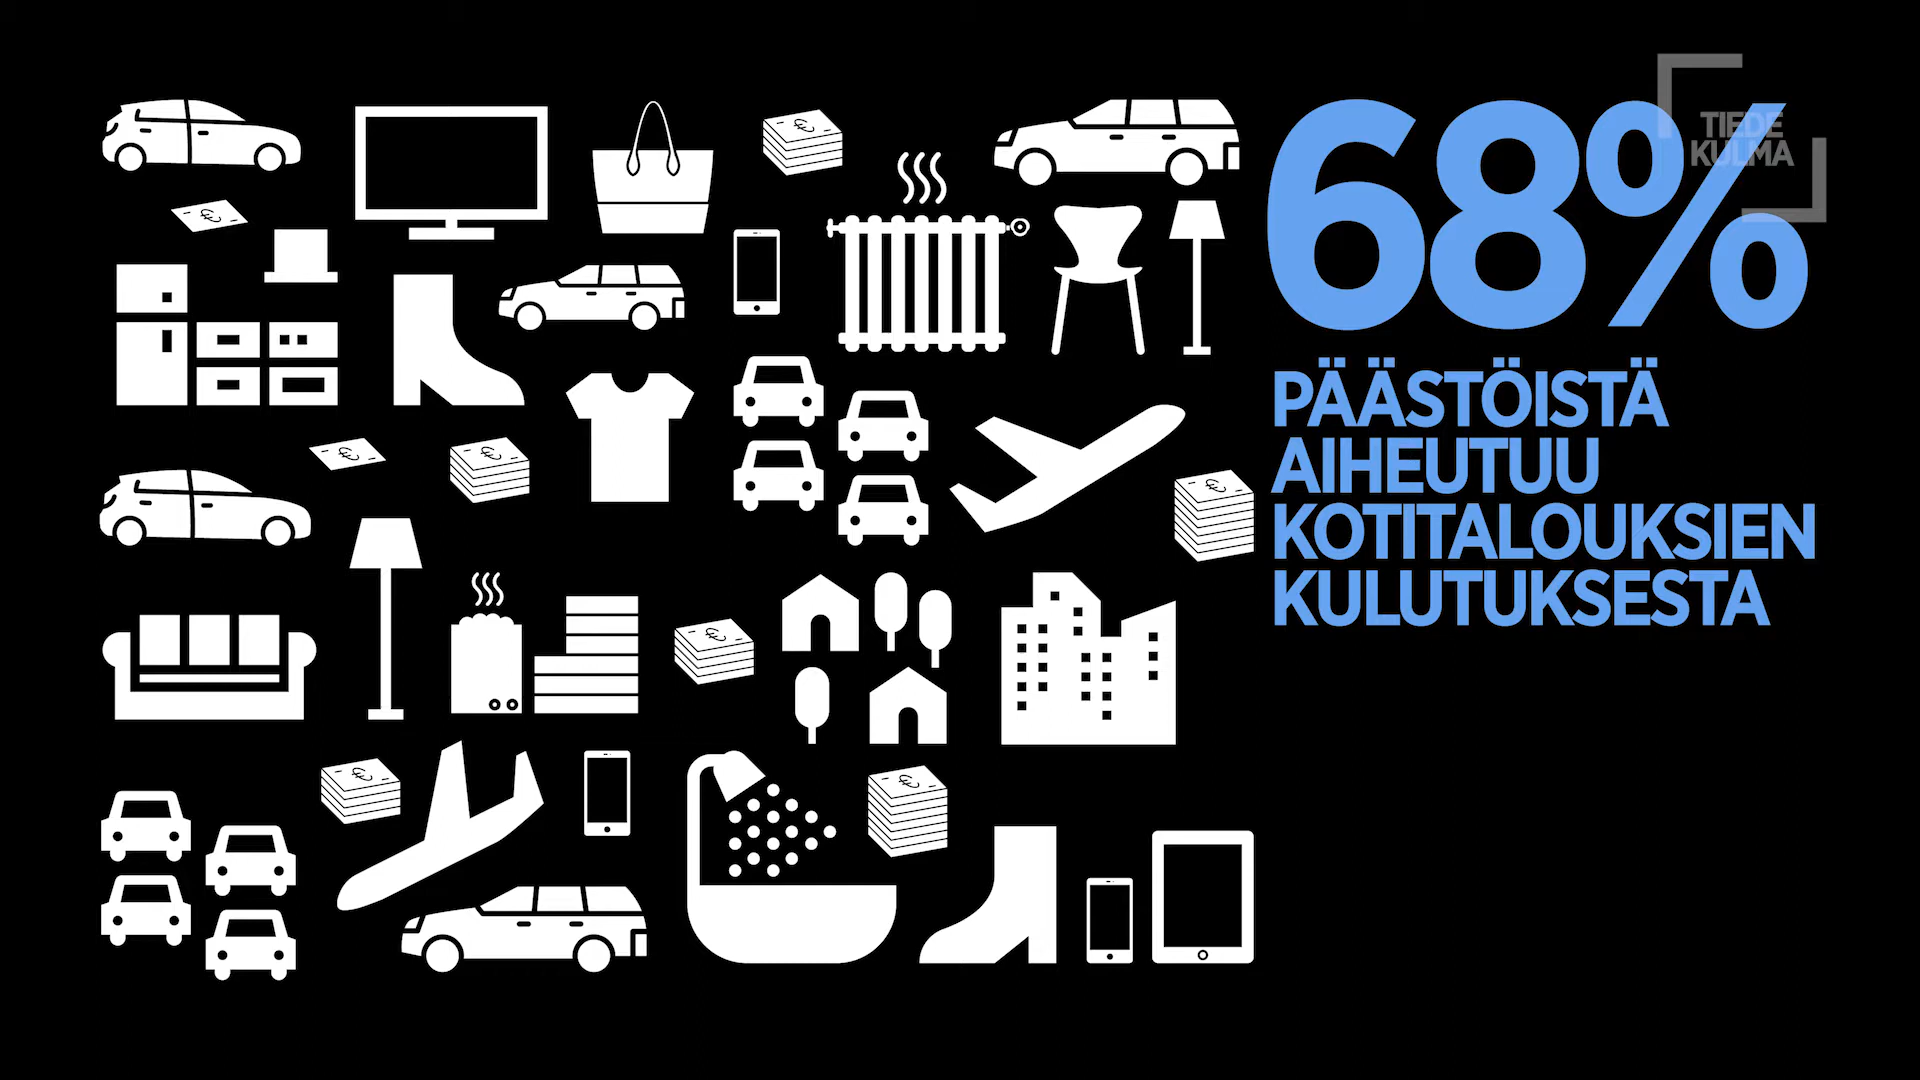 68%
TIEDE
KULMA
PÄÄSTÖISTÄ
AIHEUTUU
KOTITALOUKSIEN
KULUTUKSESTA